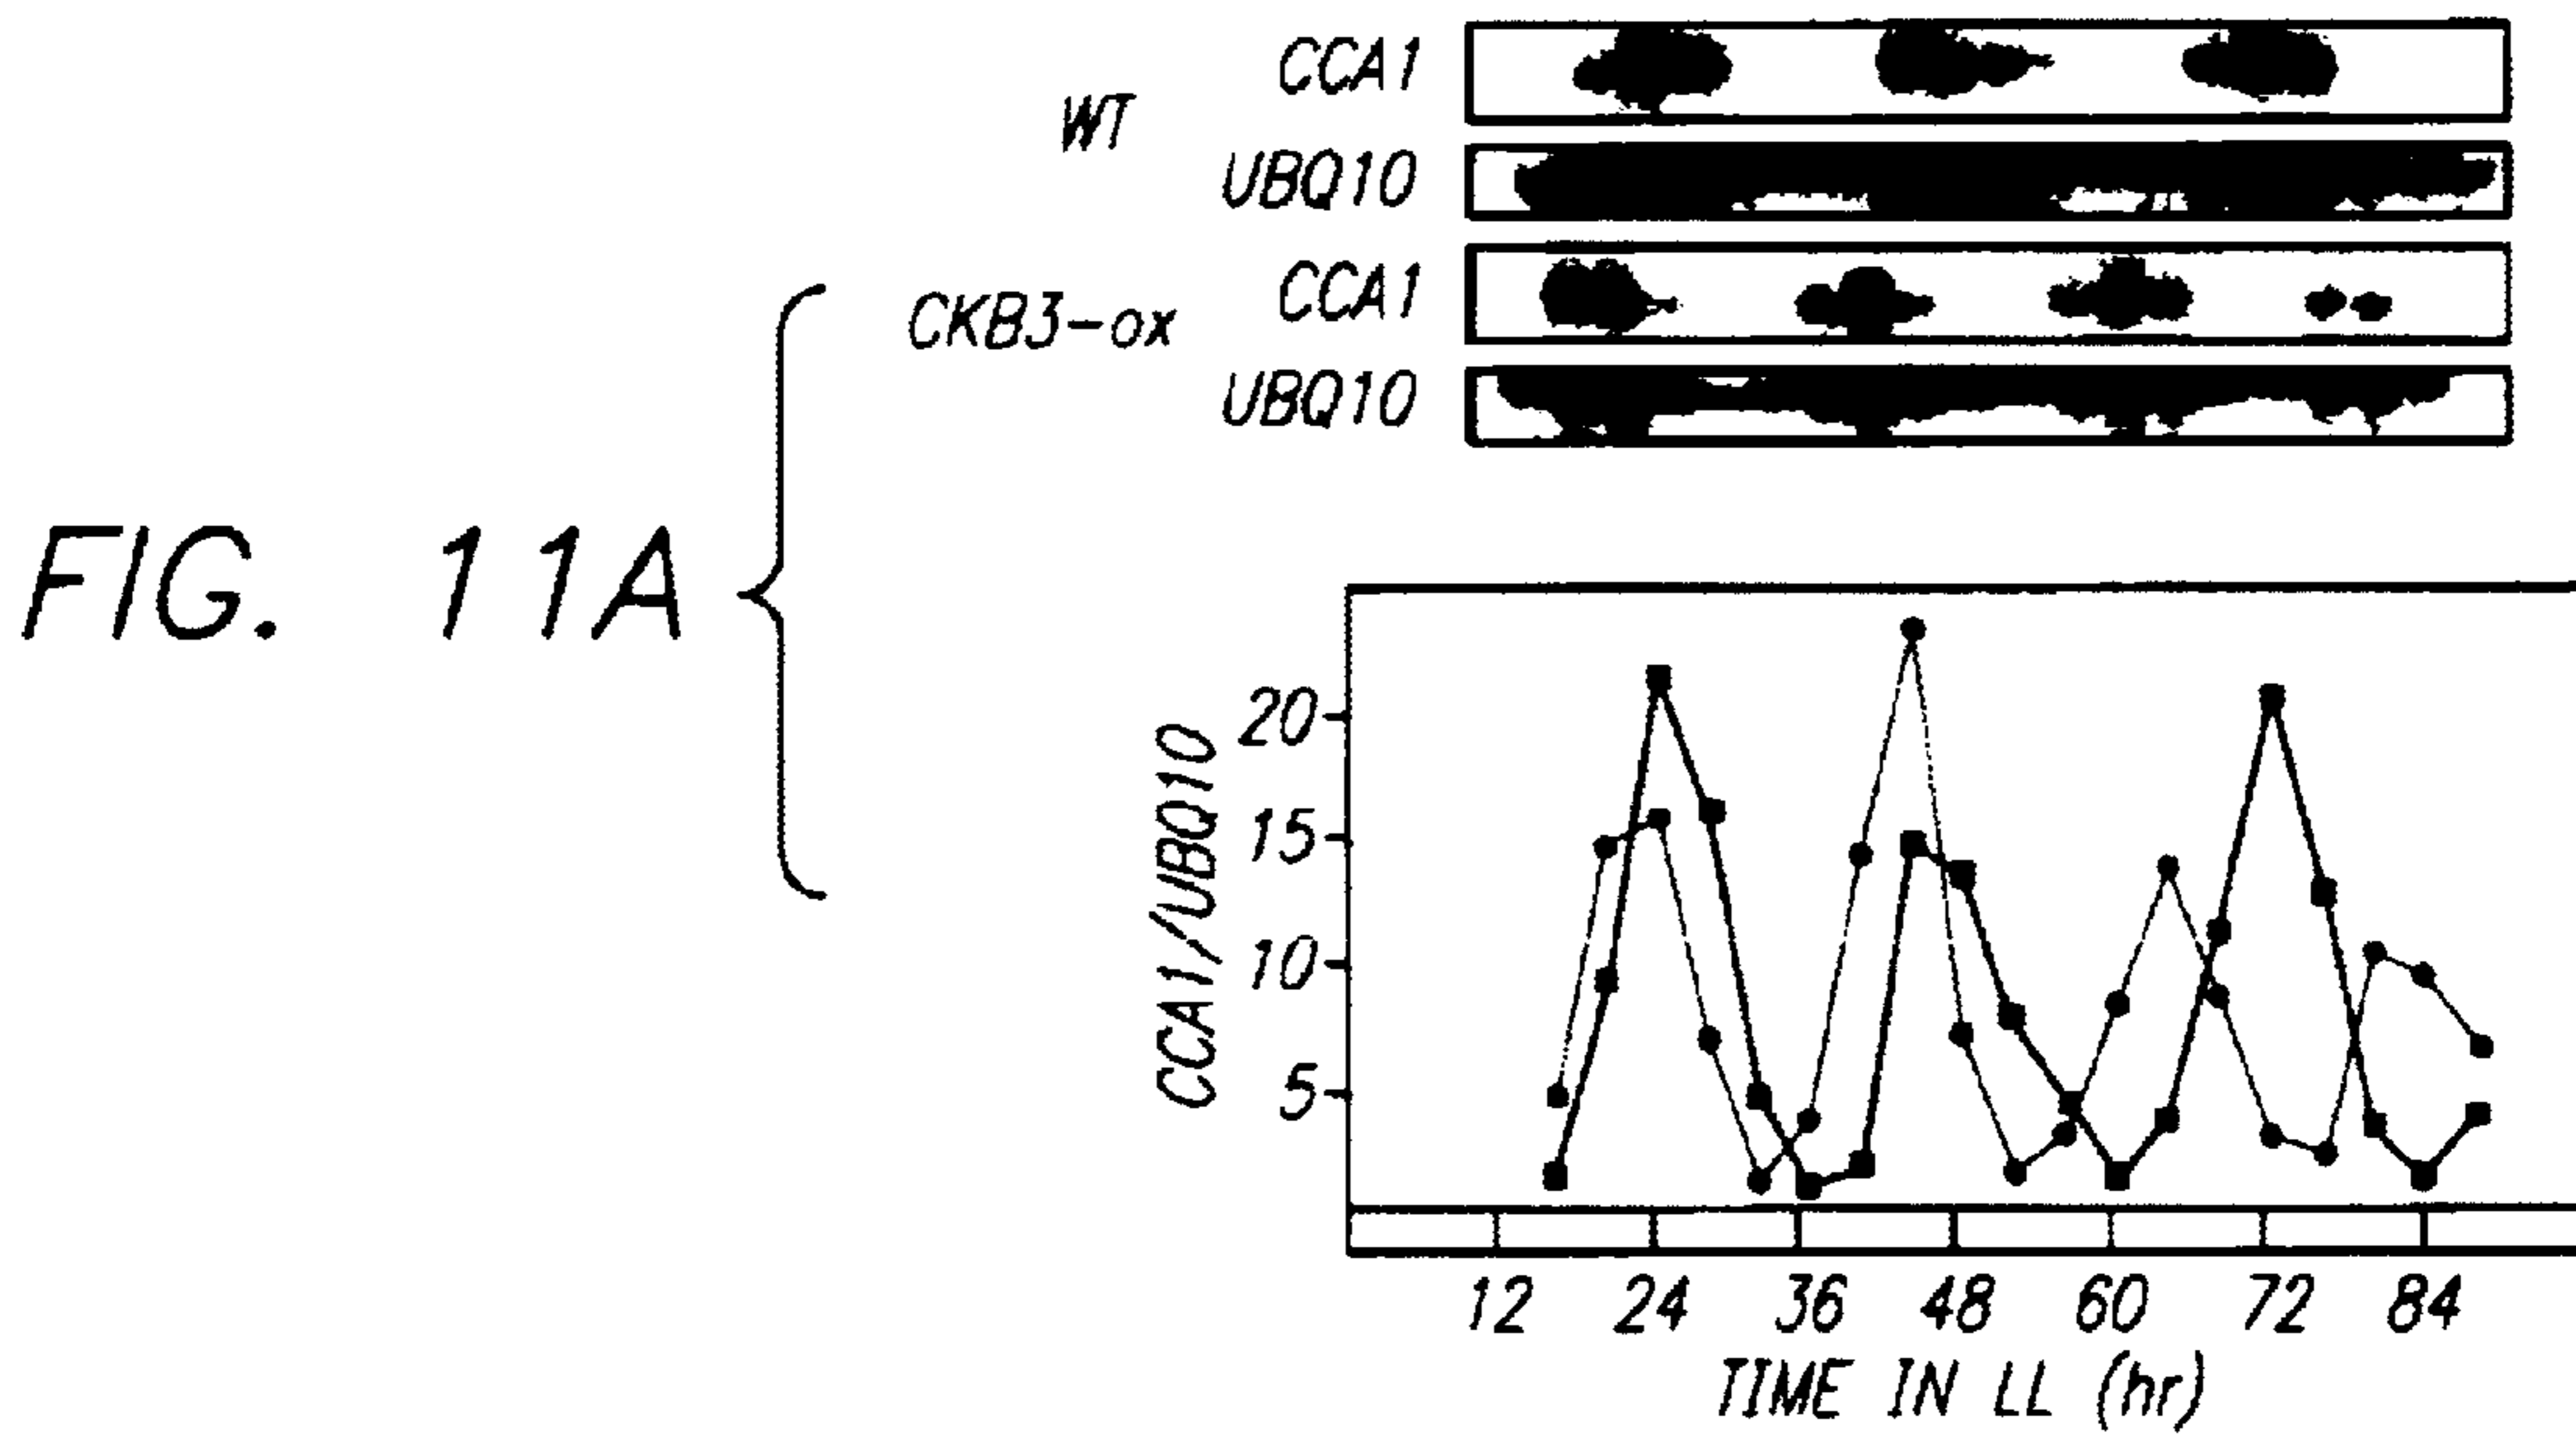 CCA1
WT
UBQ10
CKB3-ox CCA1
UBQ10
FIG. 11A
CCA1/UBQ10
20
15
10
5
12 24 36 48 60 72 84
TIME IN LL (hr)